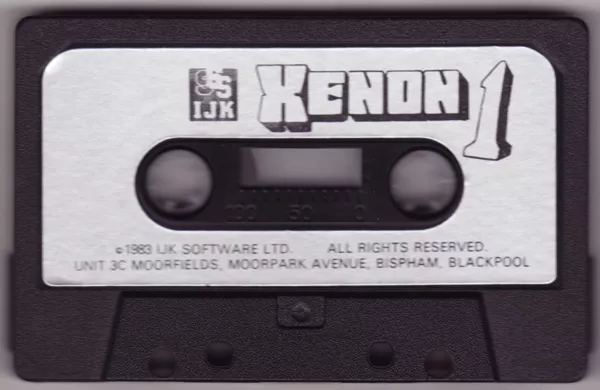 IJK
XENON 1
100 50 0
©1983 IJK SOFTWARE LTD. ALL RIGHTS RESERVED.
UNIT 3C MOORFIELDS, MOORPARK AVENUE, BISPHAM, BLACKPOOL